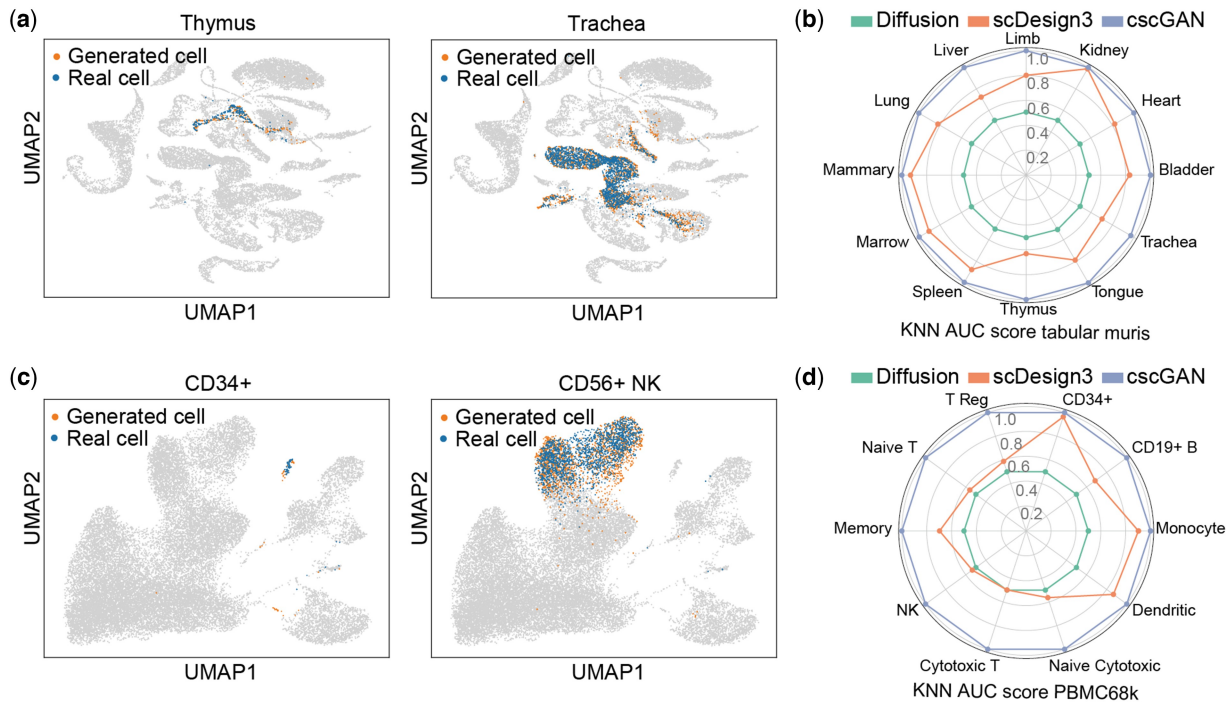 (a)
Thymus
Generated cell
Real cell
UMAP2
UMAP1
Trachea
Generated cell
Real cell
UMAP2
UMAP1
(b)
Diffusion scDesign3 cscGAN
Limb
Liver Kidney
Lung Heart
Mammary Bladder
Marrow Trachea
Spleen Tongue
Thymus
1.0
0.8
0.6
0.4
0.2
KNN AUC score tabular muris
(c)
CD34+
Generated cell
Real cell
UMAP2
UMAP1
CD56+ NK
Generated cell
Real cell
UMAP2
UMAP1
(d)
Diffusion scDesign3 cscGAN
T Reg CD34+
Naive T CD19+ B
Memory Monocyte
NK Dendritic
Cytotoxic T Naive Cytotoxic
1.0
0.8
0.6
0.4
0.2
KNN AUC score PBMC68k